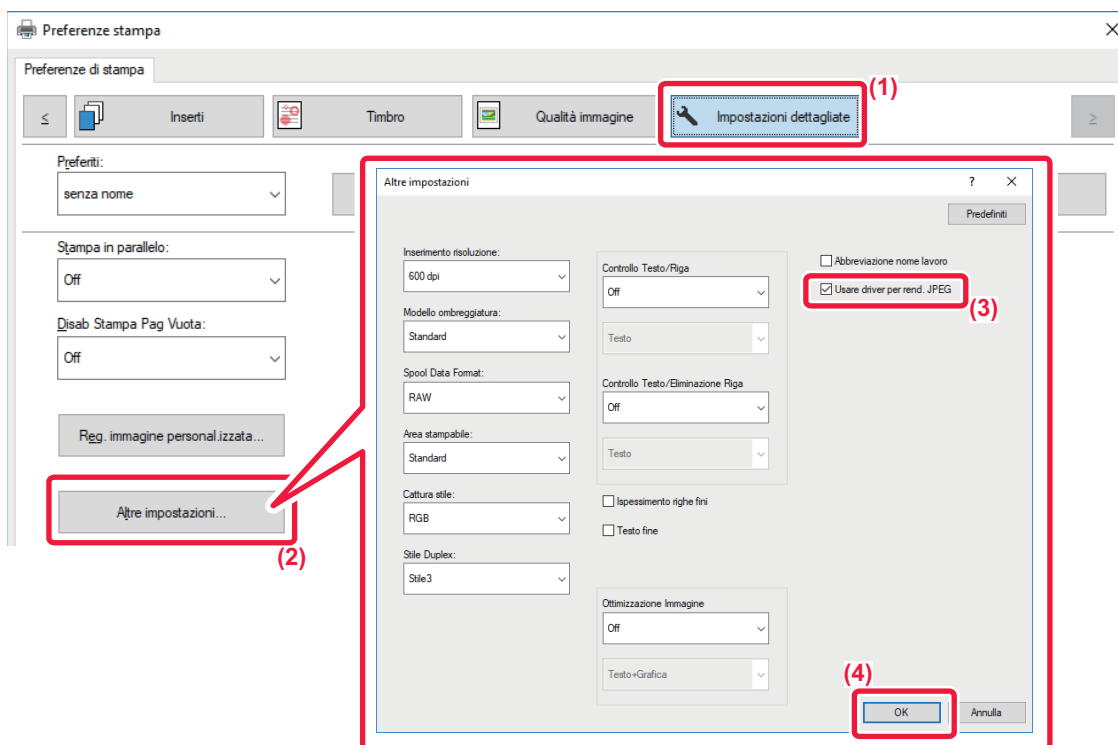 Preferenze stampa
Preferenze di stampa
(1)
<
Inserti
Timbro
Qualità immagine
Impostazioni dettagliate
>
Preferiti:
senza nome
Stampa in parallelo:
Off
Disab Stampa Pag Vuota:
Off
Reg. immagine personal.izzata...
Altre impostazioni...
(2)
Altre impostazioni
?
Predefiniti
Inserimento risoluzione:
600 dpi
Modello ombreggiatura:
Standard
Spool Data Format:
RAW
Area stampabile:
Standard
Cattura stile:
RGB
Stile Duplex:
Stile3
Controllo Testo/Riga
Off
Testo
Controllo Testo/Eliminazione Riga
Off
Testo
Ispessimento righe fini
Testo fine
Ottimizzazione Immagine
Off
Testo+Grafica
Abbreviazione nome lavoro
Usare driver per rend. JPEG
(3)
(4)
OK
Annulla